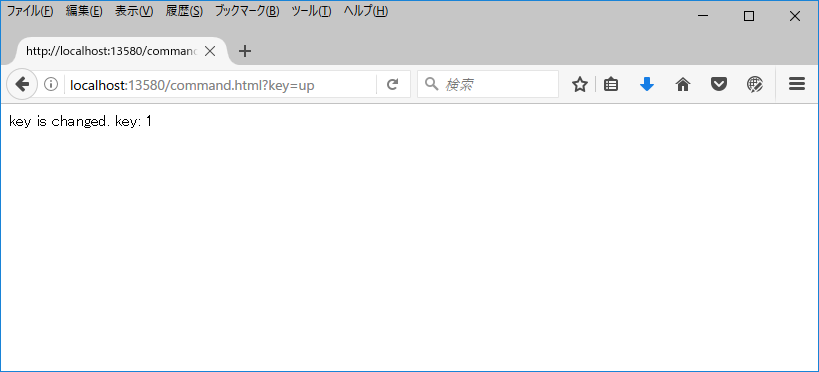 ファイル(F) 編集(E) 表示(V) 履歴(S) ブックマーク(B) ツール(T) ヘルプ(H)
http://localhost:13580/comman
localhost:13580/command.html?key=up
検索
key is changed. key: 1